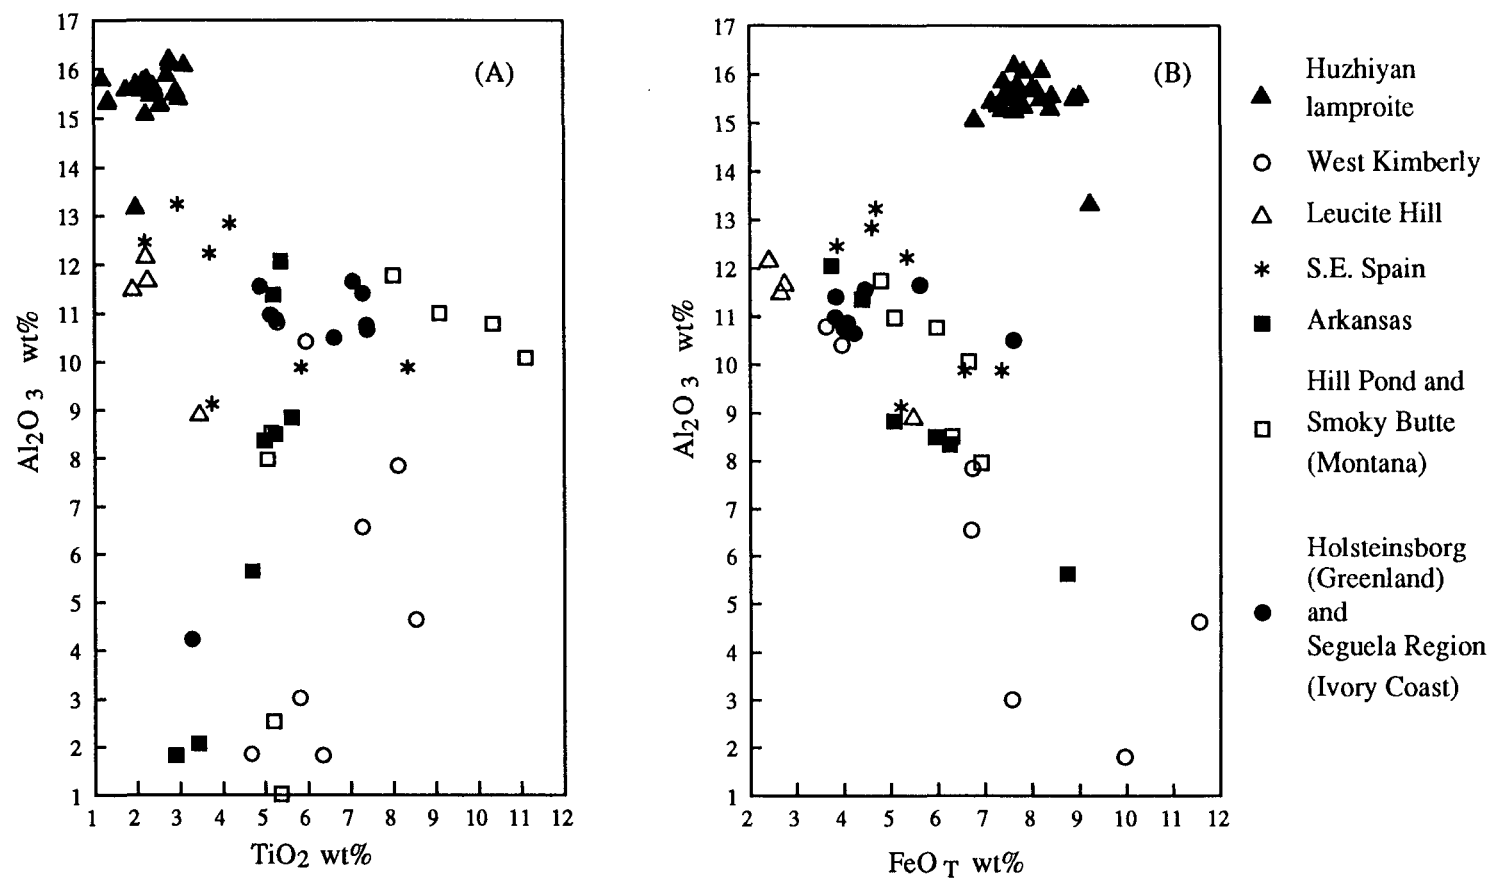 (A)
17
16
15
14
13
12
11
10
9
8
7
6
5
4
3
2
1
Al2O3 wt%
1 2 3 4 5 6 7 8 9 10 11 12
TiO2 wt%
(B)
17
16
15
14
13
12
11
10
9
8
7
6
5
4
3
2
1
Al2O3 wt%
2 3 4 5 6 7 8 9 10 11 12
FeOT wt%
Huzhiyan
lamproite
West Kimberly
Leucite Hill
S.E. Spain
Arkansas
Hill Pond and
Smoky Butte
(Montana)
Holsteinsborg
(Greenland)
and
Seguela Region
(Ivory Coast)